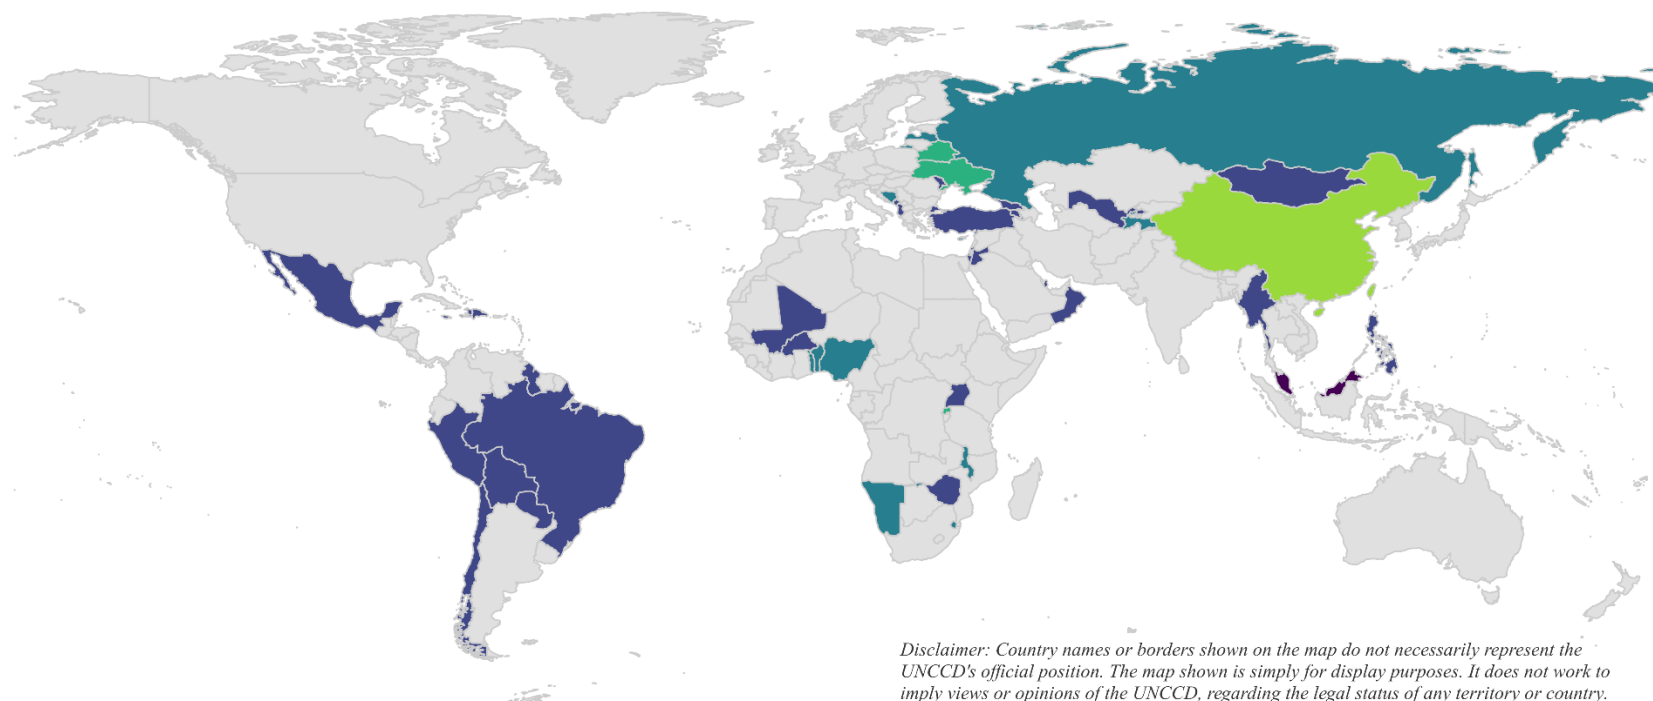 Disclaimer: Country names or borders shown on the map do not necessarily represent the
UNCCD's official position. The map shown is simply for display purposes. It does not work to
imply views or opinions of the UNCCD, regarding the legal status of any territory or country.